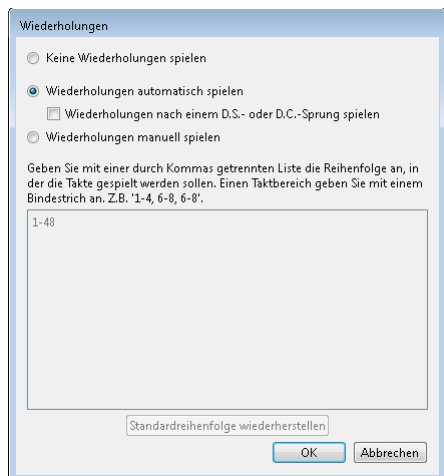 Wiederholungen
Keine Wiederholungen spielen
Wiederholungen automatisch spielen
Wiederholungen nach einem D.S.- oder D.C.-Sprung spielen
Wiederholungen manuell spielen
Geben Sie mit einer durch Kommas getrennten Liste die Reihenfolge an, in
der die Takte gespielt werden sollen. Einen Taktbereich geben Sie mit einem
Bindestrich an. Z.B. '1-4, 6-8, 6-8'.
1-48
Standardreihenfolge wiederherstellen
OK
Abbrechen